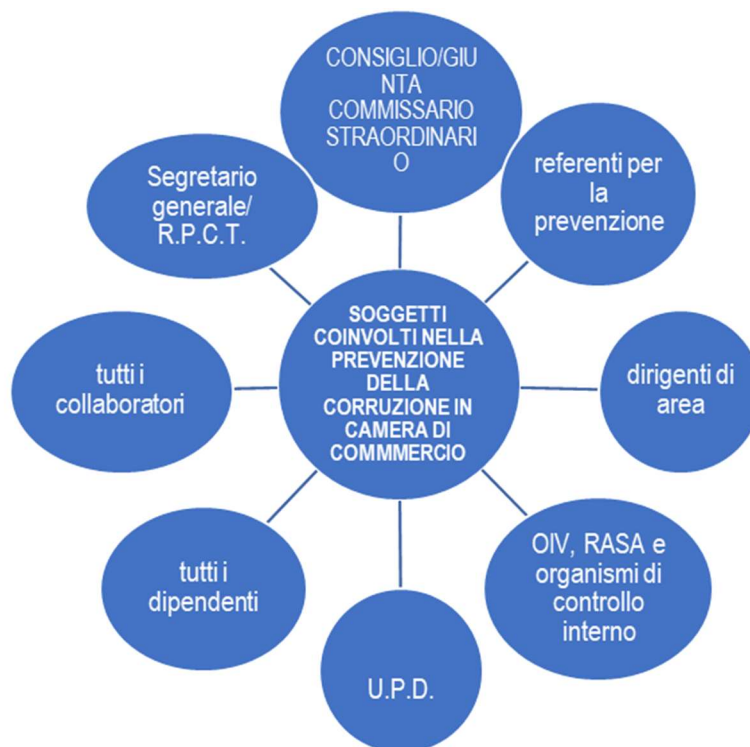 CONSIGLIO/GIU
NTA
COMMISSARIO
STRAORDINARI
O
referenti per
la
prevenzione
dirigenti di
area
OIV, RASA e
organismi di
controllo
interno
U.P.D.
tutti i
dipendenti
tutti i
collaboratori
Segretario
generale/
R.P.C.T.
SOGGETTI
COINVOLTI NELLA
PREVENZIONE
DELLA
CORRUZIONE IN
CAMERA DI
COMMMERCIO